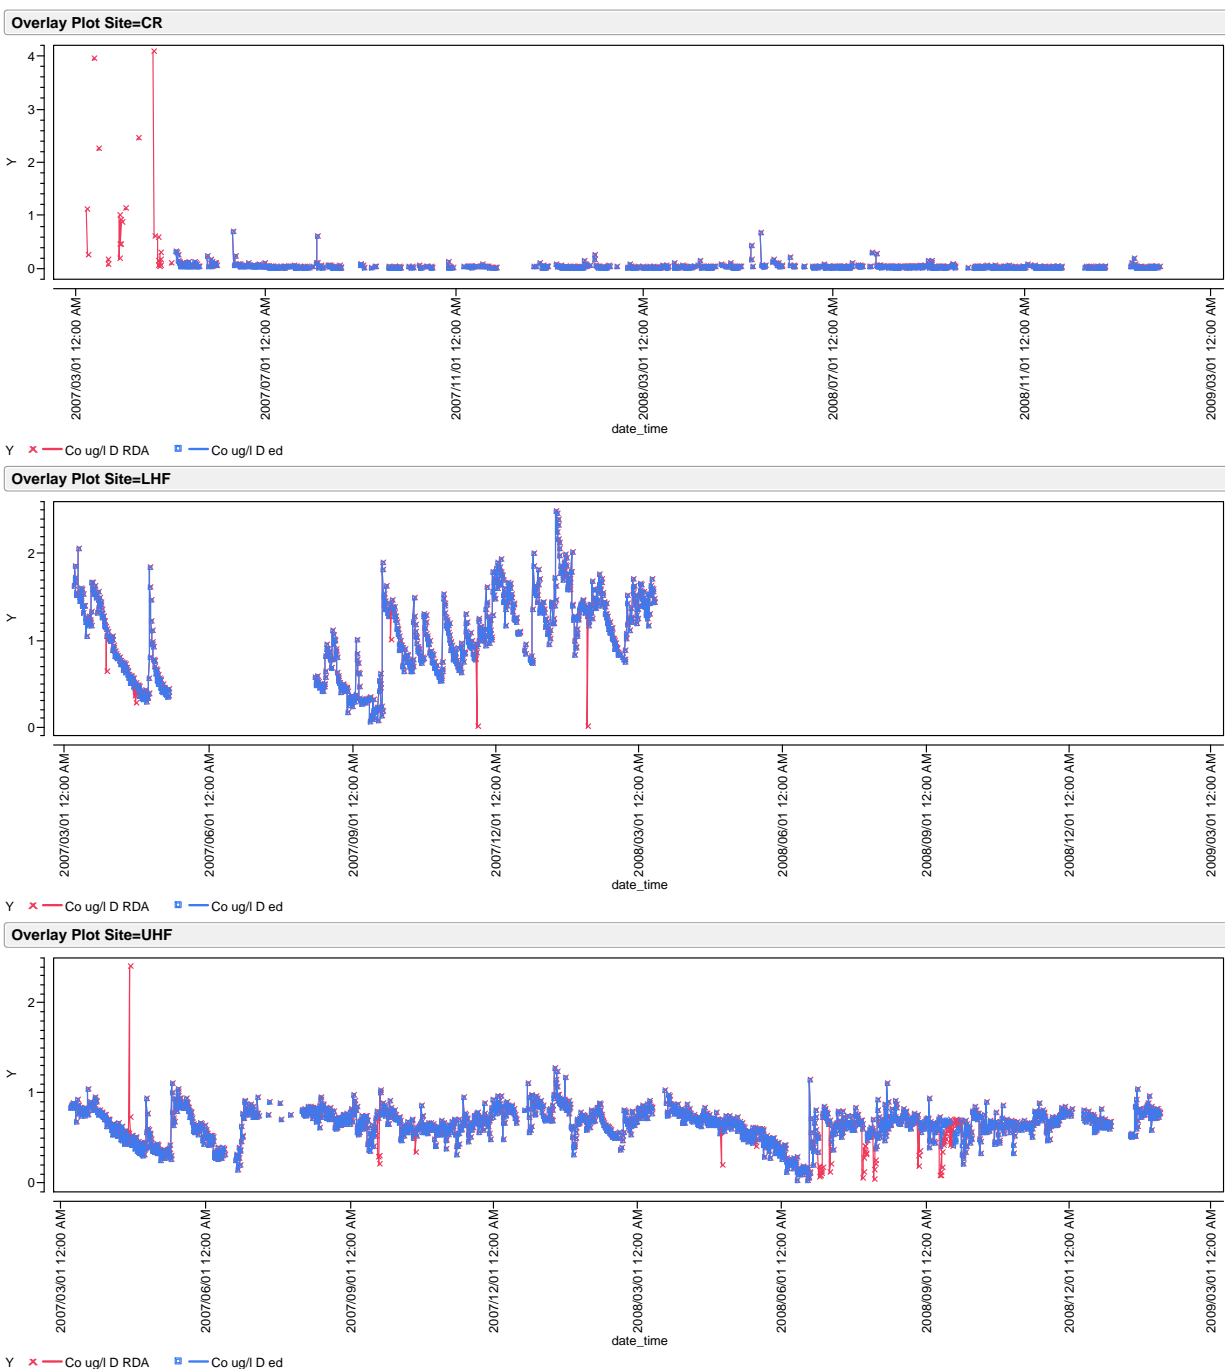 Overlay Plot Site=CR
4
3
2
1
0
Y
2007/03/01 12:00 AM
2007/07/01 12:00 AM
2007/11/01 12:00 AM
2008/03/01 12:00 AM
2008/07/01 12:00 AM
2008/11/01 12:00 AM
2009/03/01 12:00 AM
date_time
Y Co ug/l D RDA Co ug/l D ed
Overlay Plot Site=LHF
2
1
0
Y
2007/03/01 12:00 AM
2007/06/01 12:00 AM
2007/09/01 12:00 AM
2007/12/01 12:00 AM
2008/03/01 12:00 AM
2008/06/01 12:00 AM
2008/09/01 12:00 AM
2008/12/01 12:00 AM
2009/03/01 12:00 AM
date_time
Y Co ug/l D RDA Co ug/l D ed
Overlay Plot Site=UHF
2
1
0
Y
2007/03/01 12:00 AM
2007/06/01 12:00 AM
2007/09/01 12:00 AM
2007/12/01 12:00 AM
2008/03/01 12:00 AM
2008/06/01 12:00 AM
2008/09/01 12:00 AM
2008/12/01 12:00 AM
2009/03/01 12:00 AM
date_time
Y Co ug/l D RDA Co ug/l D ed